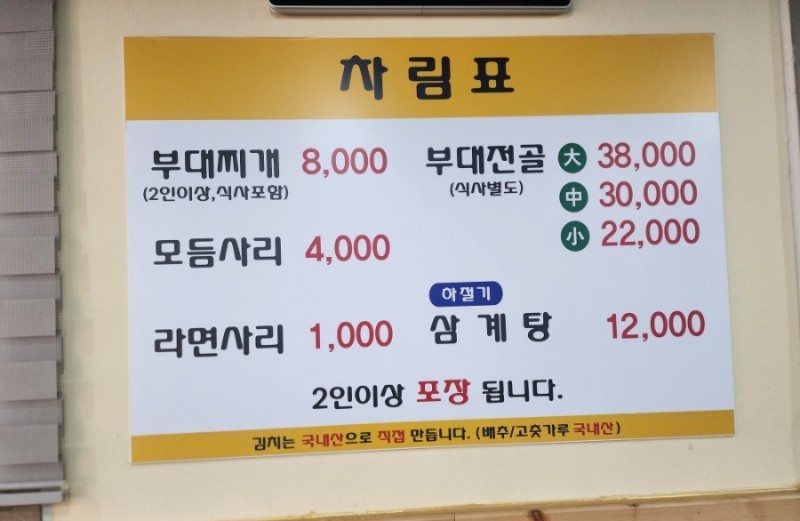 차림표
부대찌개 8,000
(2인이상,식사포함)
모듬사리 4,000
라면사리 1,000
부대전골 大 38,000
(식사별도) 中 30,000
小 22,000
하절기
삼계탕 12,000
2인이상 포장 됩니다.
김치는 국내산으로 직접 만듭니다. (배추/고춧가루 국내산)